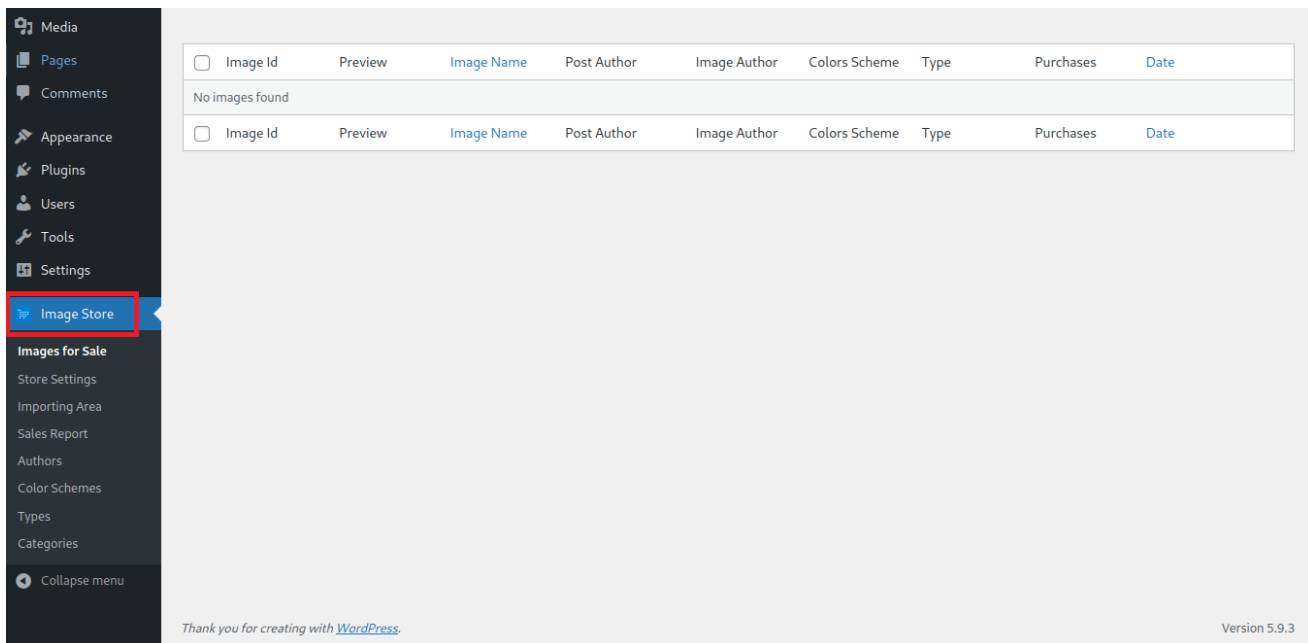 Media
Pages
Comments
Appearance
Plugins
Users
Tools
Settings
Image Store
Images for Sale
Store Settings
Importing Area
Sales Report
Authors
Color Schemes
Types
Categories
Collapse menu
Image Id Preview Image Name Post Author Image Author Colors Scheme Type Purchases Date
No images found
Image Id Preview Image Name Post Author Image Author Colors Scheme Type Purchases Date
Thank you for creating with WordPress. Version 5.9.3